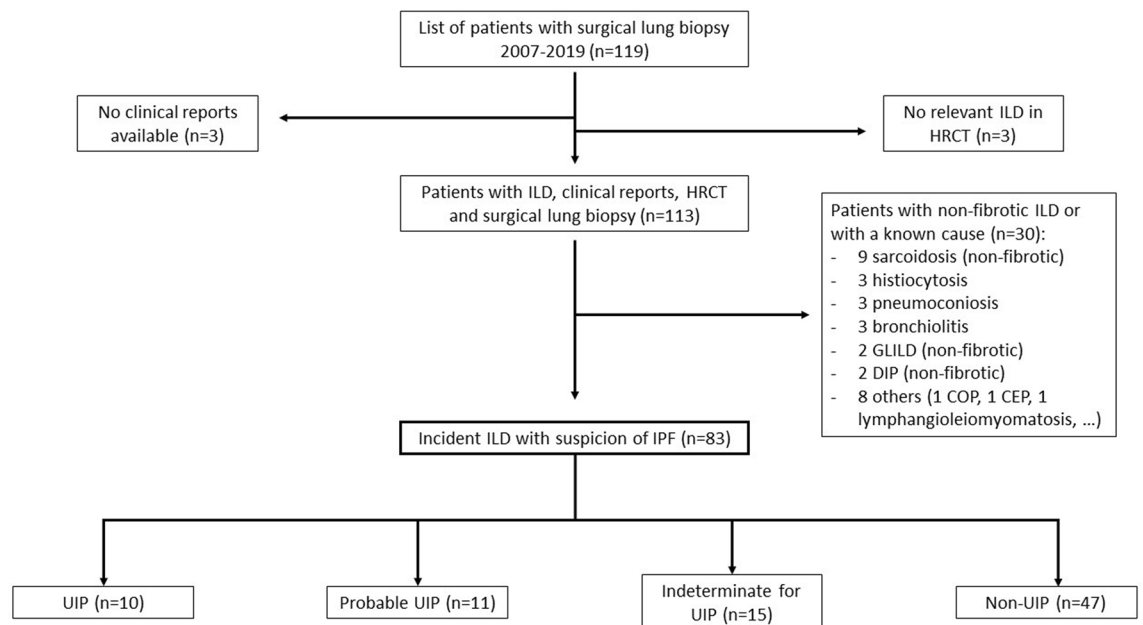 List of patients with surgical lung biopsy
2007-2019 (n=119)
No clinical reports
available (n=3)
No relevant ILD in
HRCT (n=3)
Patients with ILD, clinical reports, HRCT
and surgical lung biopsy (n=113)
Patients with non-fibrotic ILD or
with a known cause (n=30):
- 9 sarcoidosis (non-fibrotic)
- 3 histiocytosis
- 3 pneumoconiosis
- 3 bronchiolitis
- 2 GLILD (non-fibrotic)
- 2 DIP (non-fibrotic)
- 8 others (1 COP, 1 CEP, 1
lymphangioleiomyomatosis, ...)
Incident ILD with suspicion of IPF (n=83)
UIP (n=10)
Probable UIP (n=11)
Indeterminate for
UIP (n=15)
Non-UIP (n=47)